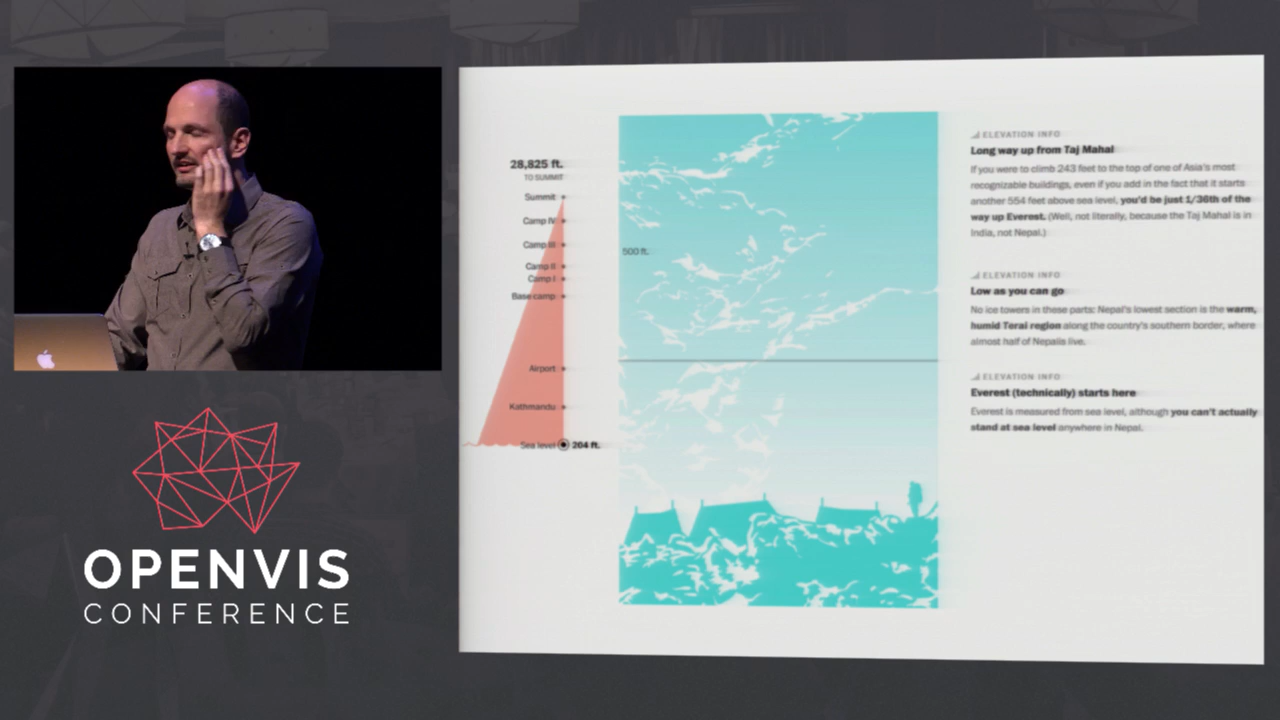 28,825 ft.
TO SUMMIT
Summit
Camp IV
Camp III
Camp II
Camp I
Base camp
Airport
Kathmandu
Sea level 204 ft.
500 ft.
ELEVATION INFO
Long way up from Taj Mahal
If you were to climb 243 feet to the top of one of Asia's most
recognizable buildings, even if you add in the fact that it starts
another 554 feet above sea level, you'd be just 1/36th of the
way up Everest. (Well, not literally, because the Taj Mahal is in
India, not Nepal.)
ELEVATION INFO
Low as you can go
No ice towers in these parts: Nepal's lowest section is the warm,
humid Terai region along the country's southern border, where
almost half of Nepalis live.
ELEVATION INFO
Everest (technically) starts here
Everest is measured from sea level, although you can't actually
stand at sea level anywhere in Nepal.
OPENVIS
CONFERENCE